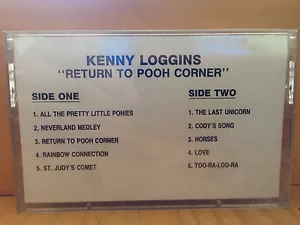 KENNY LOGGINS
"RETURN TO POOH CORNER"
SIDE ONE
1. ALL THE PRETTY LITTLE PONIES
2. NEVERLAND MEDLEY
3. RETURN TO POOH CORNER
4. RAINBOW CONNECTION
5. ST. JUDY'S COMET
SIDE TWO
1. THE LAST UNICORN
2. CODY'S SONG
3. HORSES
4. LOVE
5. TOO-RA-LOO-RA